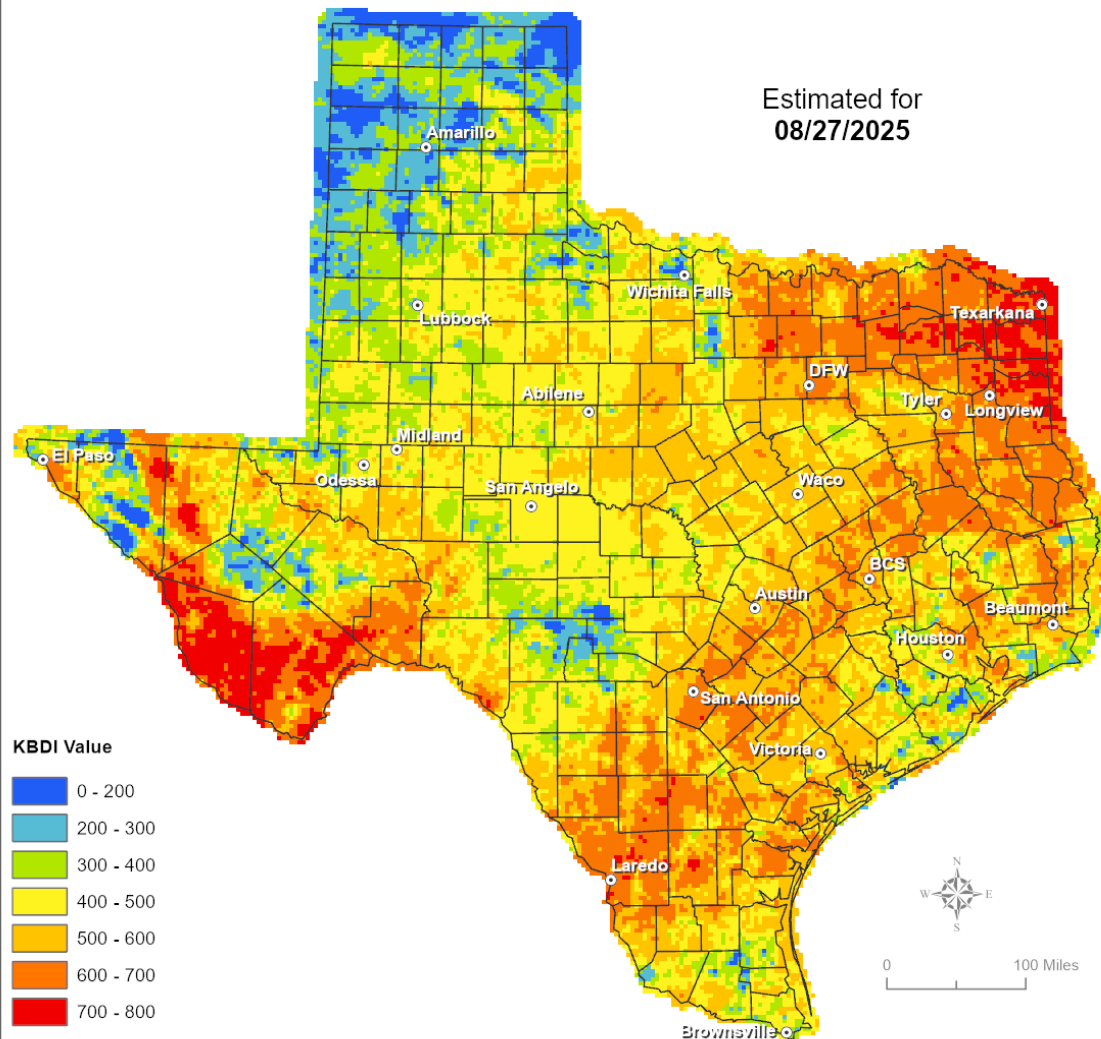 Estimated for
08/27/2025
Amarillo
Wichita Falls
Lubbock
Texarkana
DFW
Abilene
Tyler
Longview
Midland
El Paso
Odessa
San Angelo
Waco
BCS
Austin
Beaumont
Houston
San Antonio
Victoria
Laredo
Brownsville
KBDI Value
0 - 200
200 - 300
300 - 400
400 - 500
500 - 600
600 - 700
700 - 800
N
W E
S
0 100 Miles